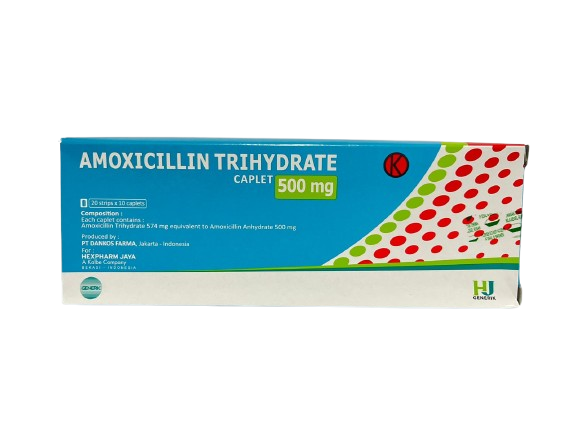 AMOXICILLIN TRIHYDRATE
CAPLET 500 mg
K
20 strips x 10 caplets
Composition :
Each caplet contains :
Amoxicillin Trihydrate 574 mg equivalent to Amoxicillin Anhydrate 500 mg
Produced by :
PT DANKOS FARMA, Jakarta - Indonesia
For :
HEXPHARM JAYA
A Kalbe Company
BEKASI - INDONESIA
GENERIK
HJ
GENERIK